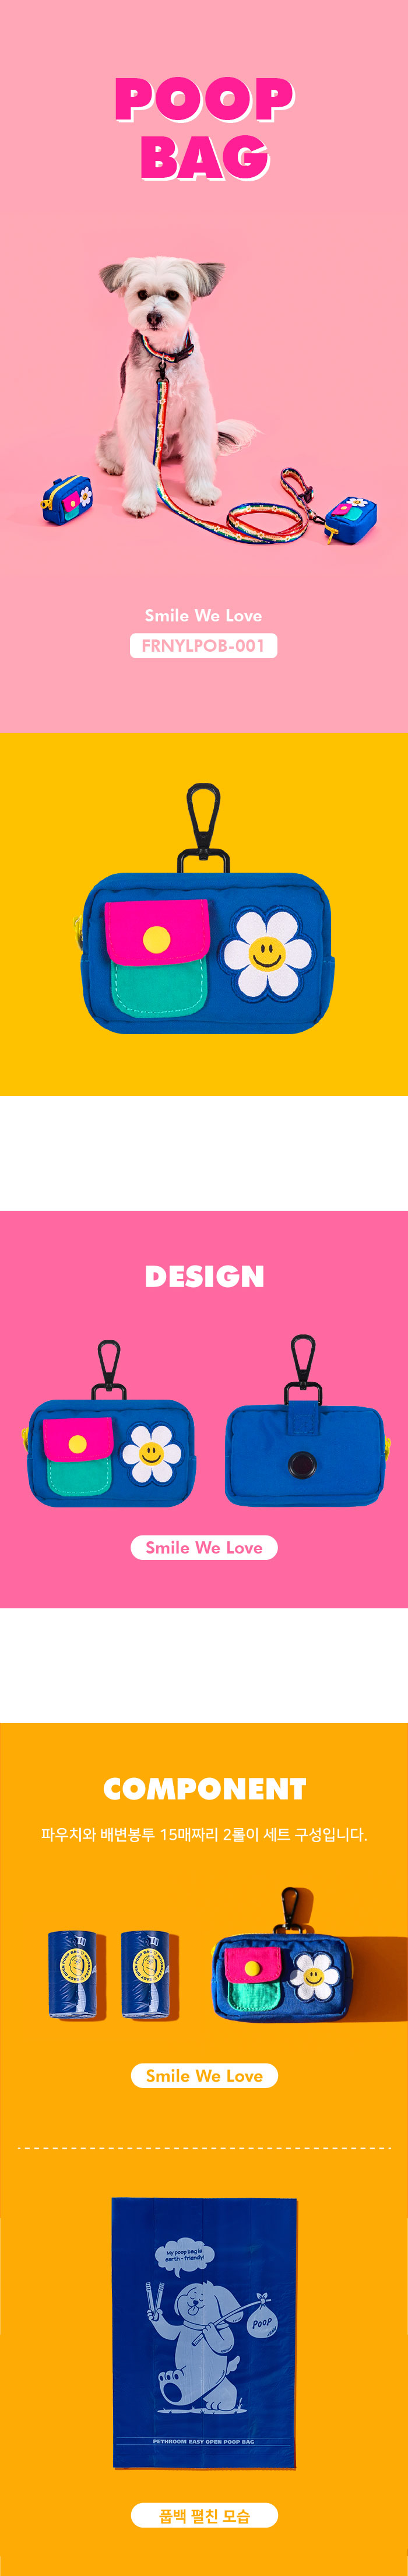 POOP
BAG
Smile We Love
FRNYLPOB-001
DESIGN
Smile We Love
COMPONENT
파우치와 배변봉투 15매짜리 2롤이 세트 구성입니다.
Smile We Love
My poop bag is
earth-friendly!
POOP
PETHROOM EASY OPEN POOP BAG
풉백 펼친 모습